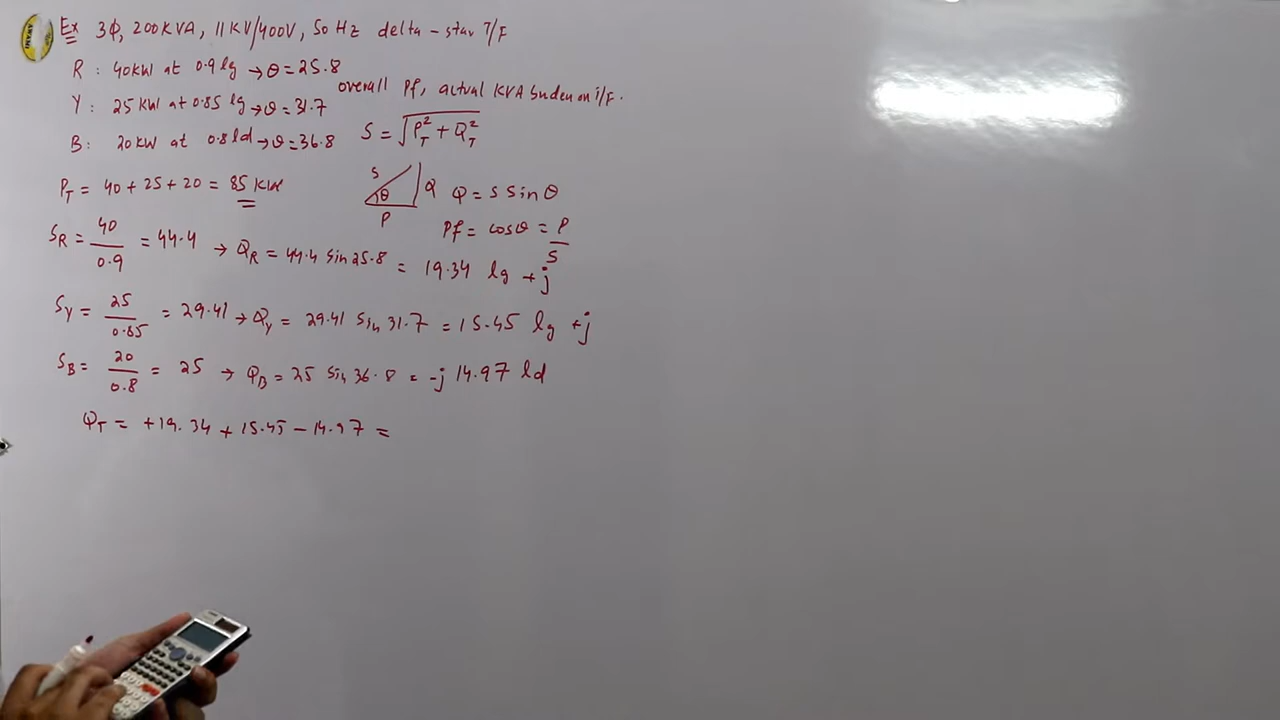 Ex 3Φ, 200KVA, 11KV/400V, 50 Hz delta - star T/F
R : 40KW at 0.9 lg → θ = 25.8
overall Pf, actual KVA burden on T/F.
Y : 25 KW at 0.85 lg → θ = 31.7
B : 20KW at 0.8 ld → θ = 36.8
S = √P_T² + Q_T²
P_T = 40 + 25 + 20 = 85 KW
S θ Q P
Q = S Sin θ
Pf = cosθ = P/S
S_R = 40/0.9 = 44.4 → Q_R = 44.4 sin 25.8 = 19.34 lg +j
S_Y = 25/0.85 = 29.41 → Q_Y = 29.41 Sin 31.7 = 15.45 lg +j
S_B = 20/0.8 = 25 → Q_B = 25 sin 36.8 = -j 14.97 ld
Q_T = +19.34 + 15.45 - 14.97 =